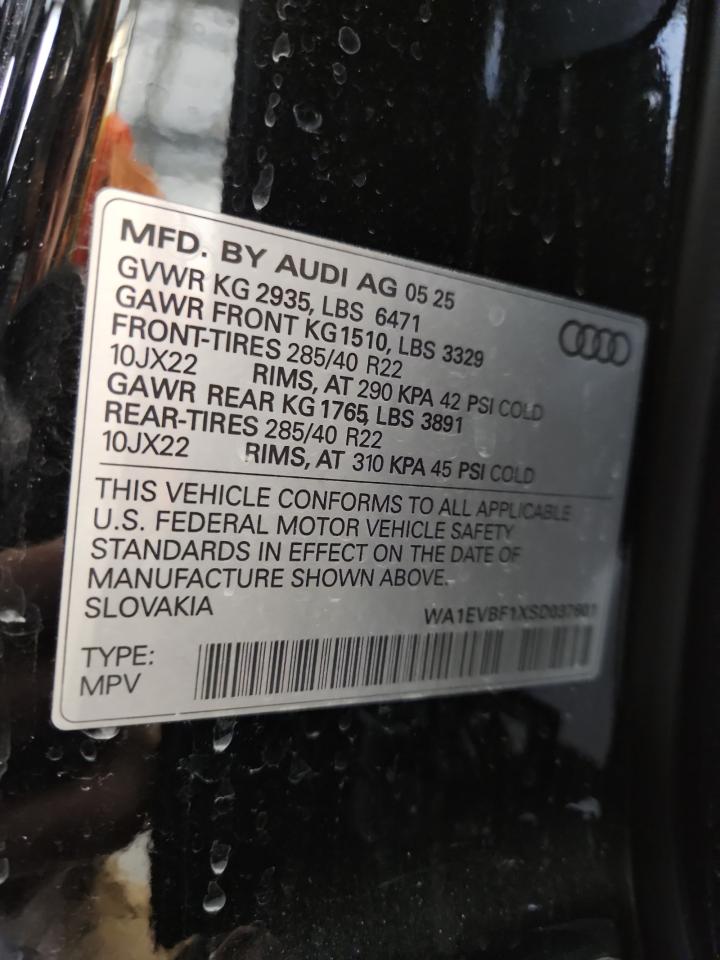 MFD. BY AUDI AG 05 25
GVWR KG 2935, LBS 6471
GAWR FRONT KG1510, LBS 3329
FRONT-TIRES 285/40 R22
10JX22 RIMS, AT 290 KPA 42 PSI COLD
GAWR REAR KG 1765, LBS 3891
REAR-TIRES 285/40 R22
10JX22 RIMS, AT 310 KPA 45 PSI COLD
THIS VEHICLE CONFORMS TO ALL APPLICABLE
U.S. FEDERAL MOTOR VEHICLE SAFETY
STANDARDS IN EFFECT ON THE DATE OF
MANUFACTURE SHOWN ABOVE.
SLOVAKIA
TYPE:
MPV